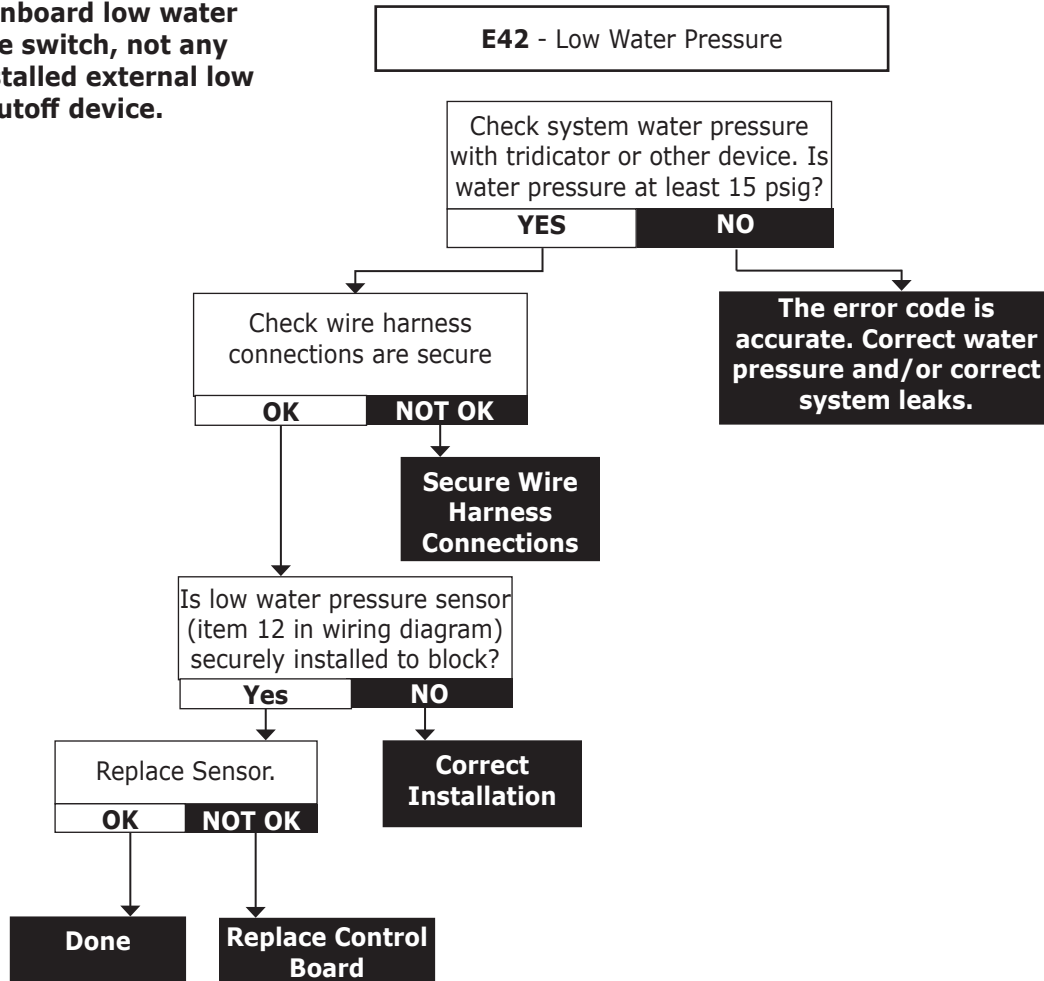 nboard low water
e switch, not any
stalled external low
utoff device.
E42 - Low Water Pressure
Check system water pressure
with tridicator or other device. Is
water pressure at least 15 psig?
YES NO
The error code is
accurate. Correct water
pressure and/or correct
system leaks.
Check wire harness
connections are secure
OK NOT OK
Secure Wire
Harness
Connections
Is low water pressure sensor
(item 12 in wiring diagram)
securely installed to block?
Yes NO
Correct
Installation
Replace Sensor.
OK NOT OK
Done
Replace Control
Board